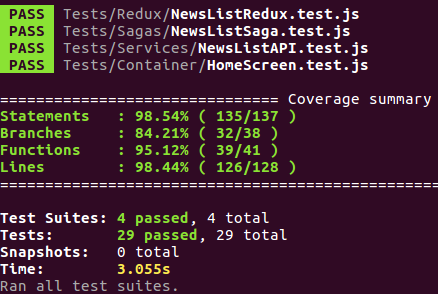 PASS Tests/Redux/NewsListRedux.test.js
PASS Tests/Sagas/NewsListSaga.test.js
PASS Tests/Services/NewsListAPI.test.js
PASS Tests/Container/HomeScreen.test.js
=============================== Coverage summary
Statements   : 98.54% ( 135/137 )
Branches     : 84.21% ( 32/38 )
Functions    : 95.12% ( 39/41 )
Lines        : 98.44% ( 126/128 )
================================================
Test Suites: 4 passed, 4 total
Tests:       29 passed, 29 total
Snapshots:   0 total
Time:        3.055s
Ran all test suites.